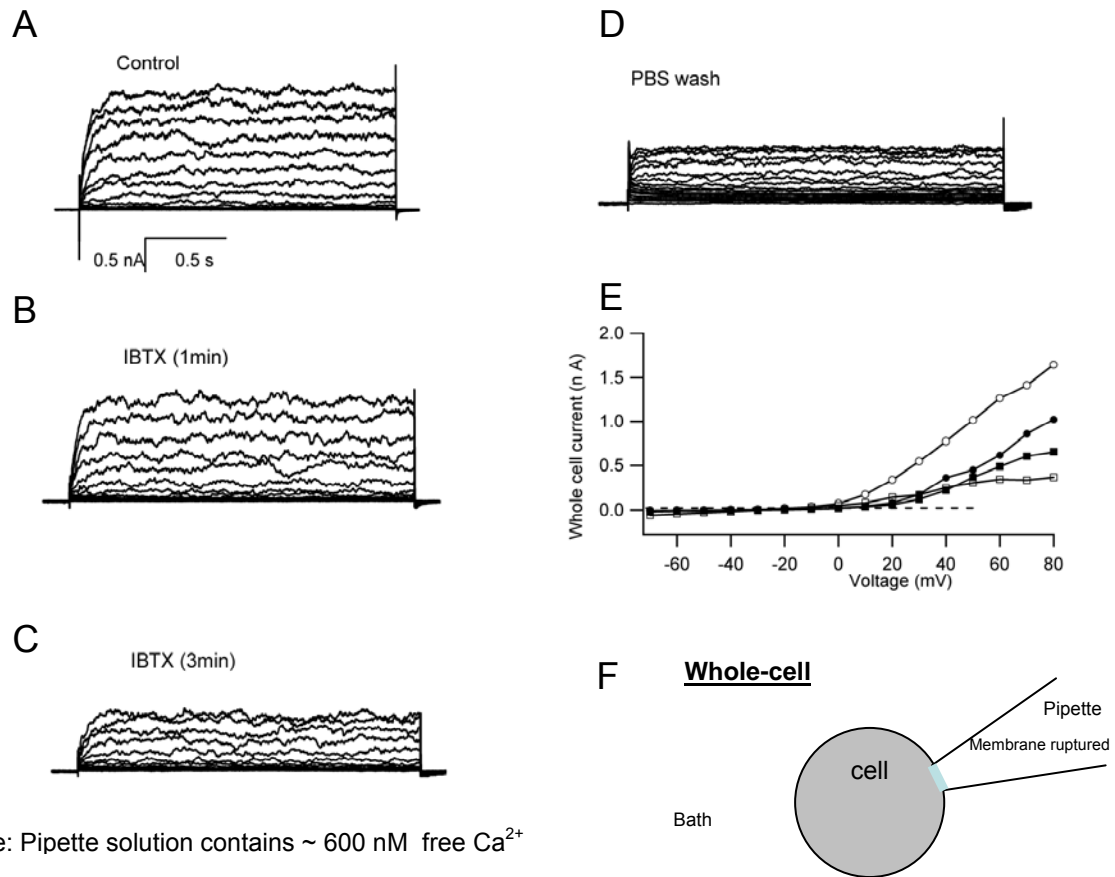 A
Control
0.5 nA 0.5 s
B
IBTX (1min)
C
IBTX (3min)
e: Pipette solution contains ~ 600 nM free Ca2+
D
PBS wash
E
Whole cell current (n A)
2.0
1.5
1.0
0.5
0.0
-60 -40 -20 0 20 40 60 80
Voltage (mV)
F
Whole-cell
Pipette
Membrane ruptured
cell
Bath